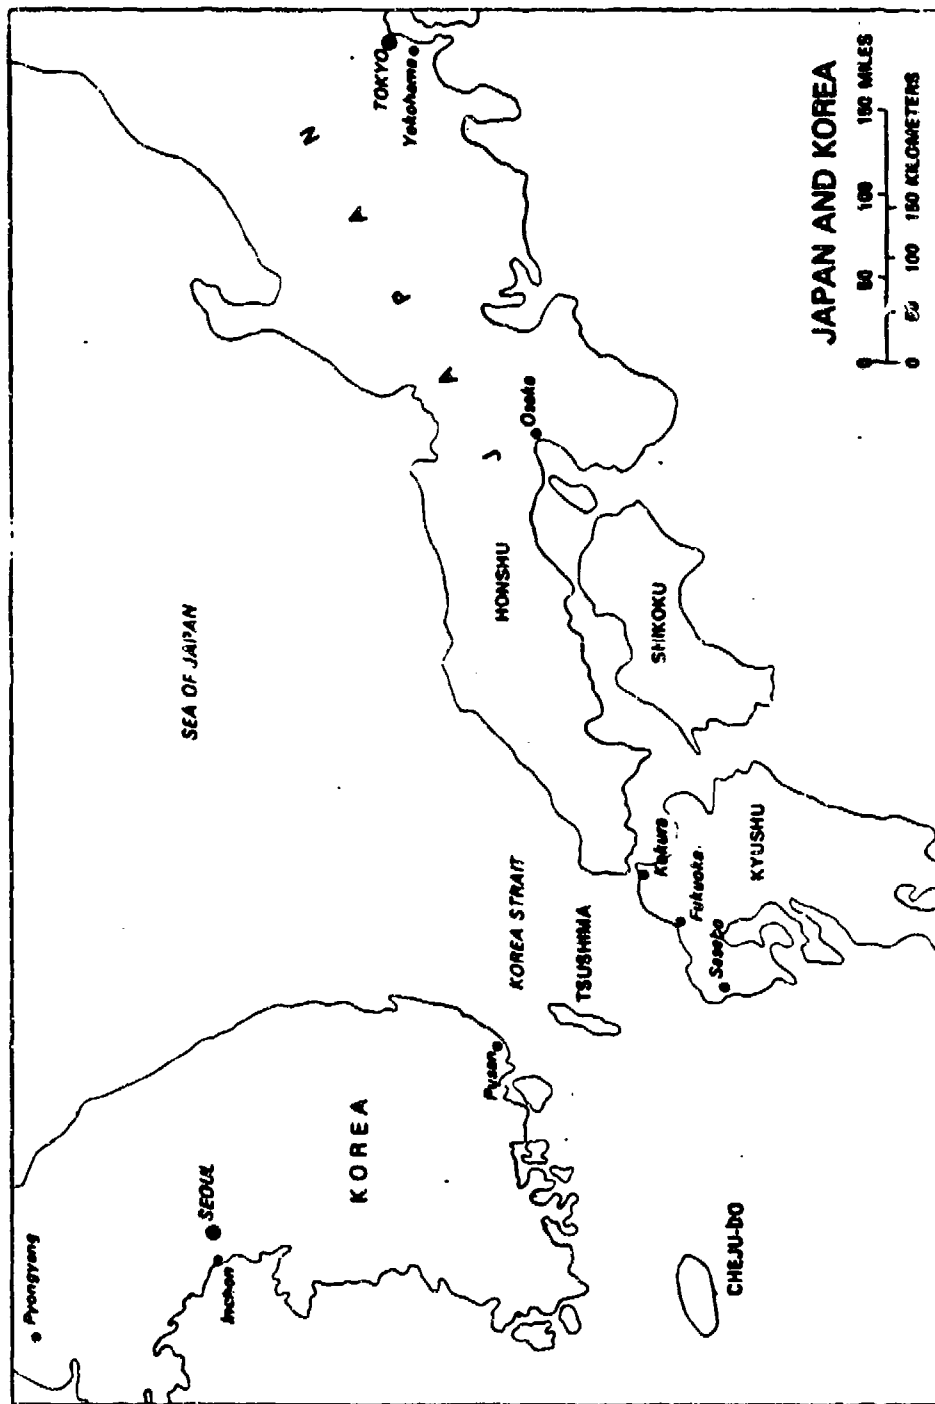 Pyongyang
SEOUL
Inchon
KOREA
Pusan
CHEJU-DO
SEA OF JAPAN
KOREA STRAIT
TSUSHIMA
JAPAN
HONSHU
TOKYO
Yokohama
Osaka
SHIKOKU
Kokura
Fukuoka
Sasebo
KYUSHU
JAPAN AND KOREA
0 50 100 150 MILES
0 50 100 150 KILOMETERS